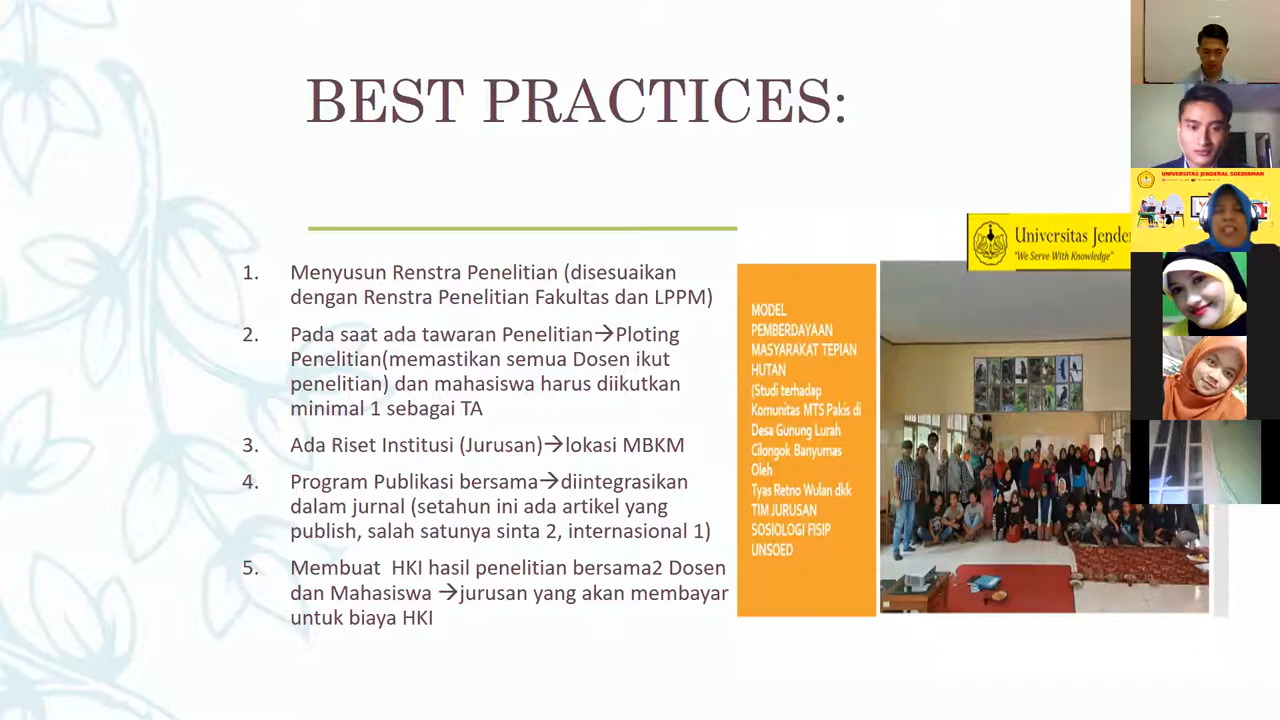 BEST PRACTICES:
1. Menyusun Renstra Penelitian (disesuaikan
dengan Renstra Penelitian Fakultas dan LPPM)
2. Pada saat ada tawaran Penelitian→Ploting
Penelitian(memastikan semua Dosen ikut
penelitian) dan mahasiswa harus diikutkan
minimal 1 sebagai TA
3. Ada Riset Institusi (Jurusan)→lokasi MBKM
4. Program Publikasi bersama→diintegrasikan
dalam jurnal (setahun ini ada artikel yang
publish, salah satunya sinta 2, internasional 1)
5. Membuat HKI hasil penelitian bersama2 Dosen
dan Mahasiswa →jurusan yang akan membayar
untuk biaya HKI
MODEL
PEMBERDAYAAN
MASYARAKAT TEPIAN
HUTAN
(Studi terhadap
Komunitas MTS Pakis di
Desa Gunung Lurah
Cilongok Banyumas
Oleh
Tyas Retno Wulan dkk
TIM JURUSAN
SOSIOLOGI FISIP
UNSOED
Universitas Jende
"We Serve With Knowledge"
UNIVERSITAS JENDERAL SOEDIRMAN